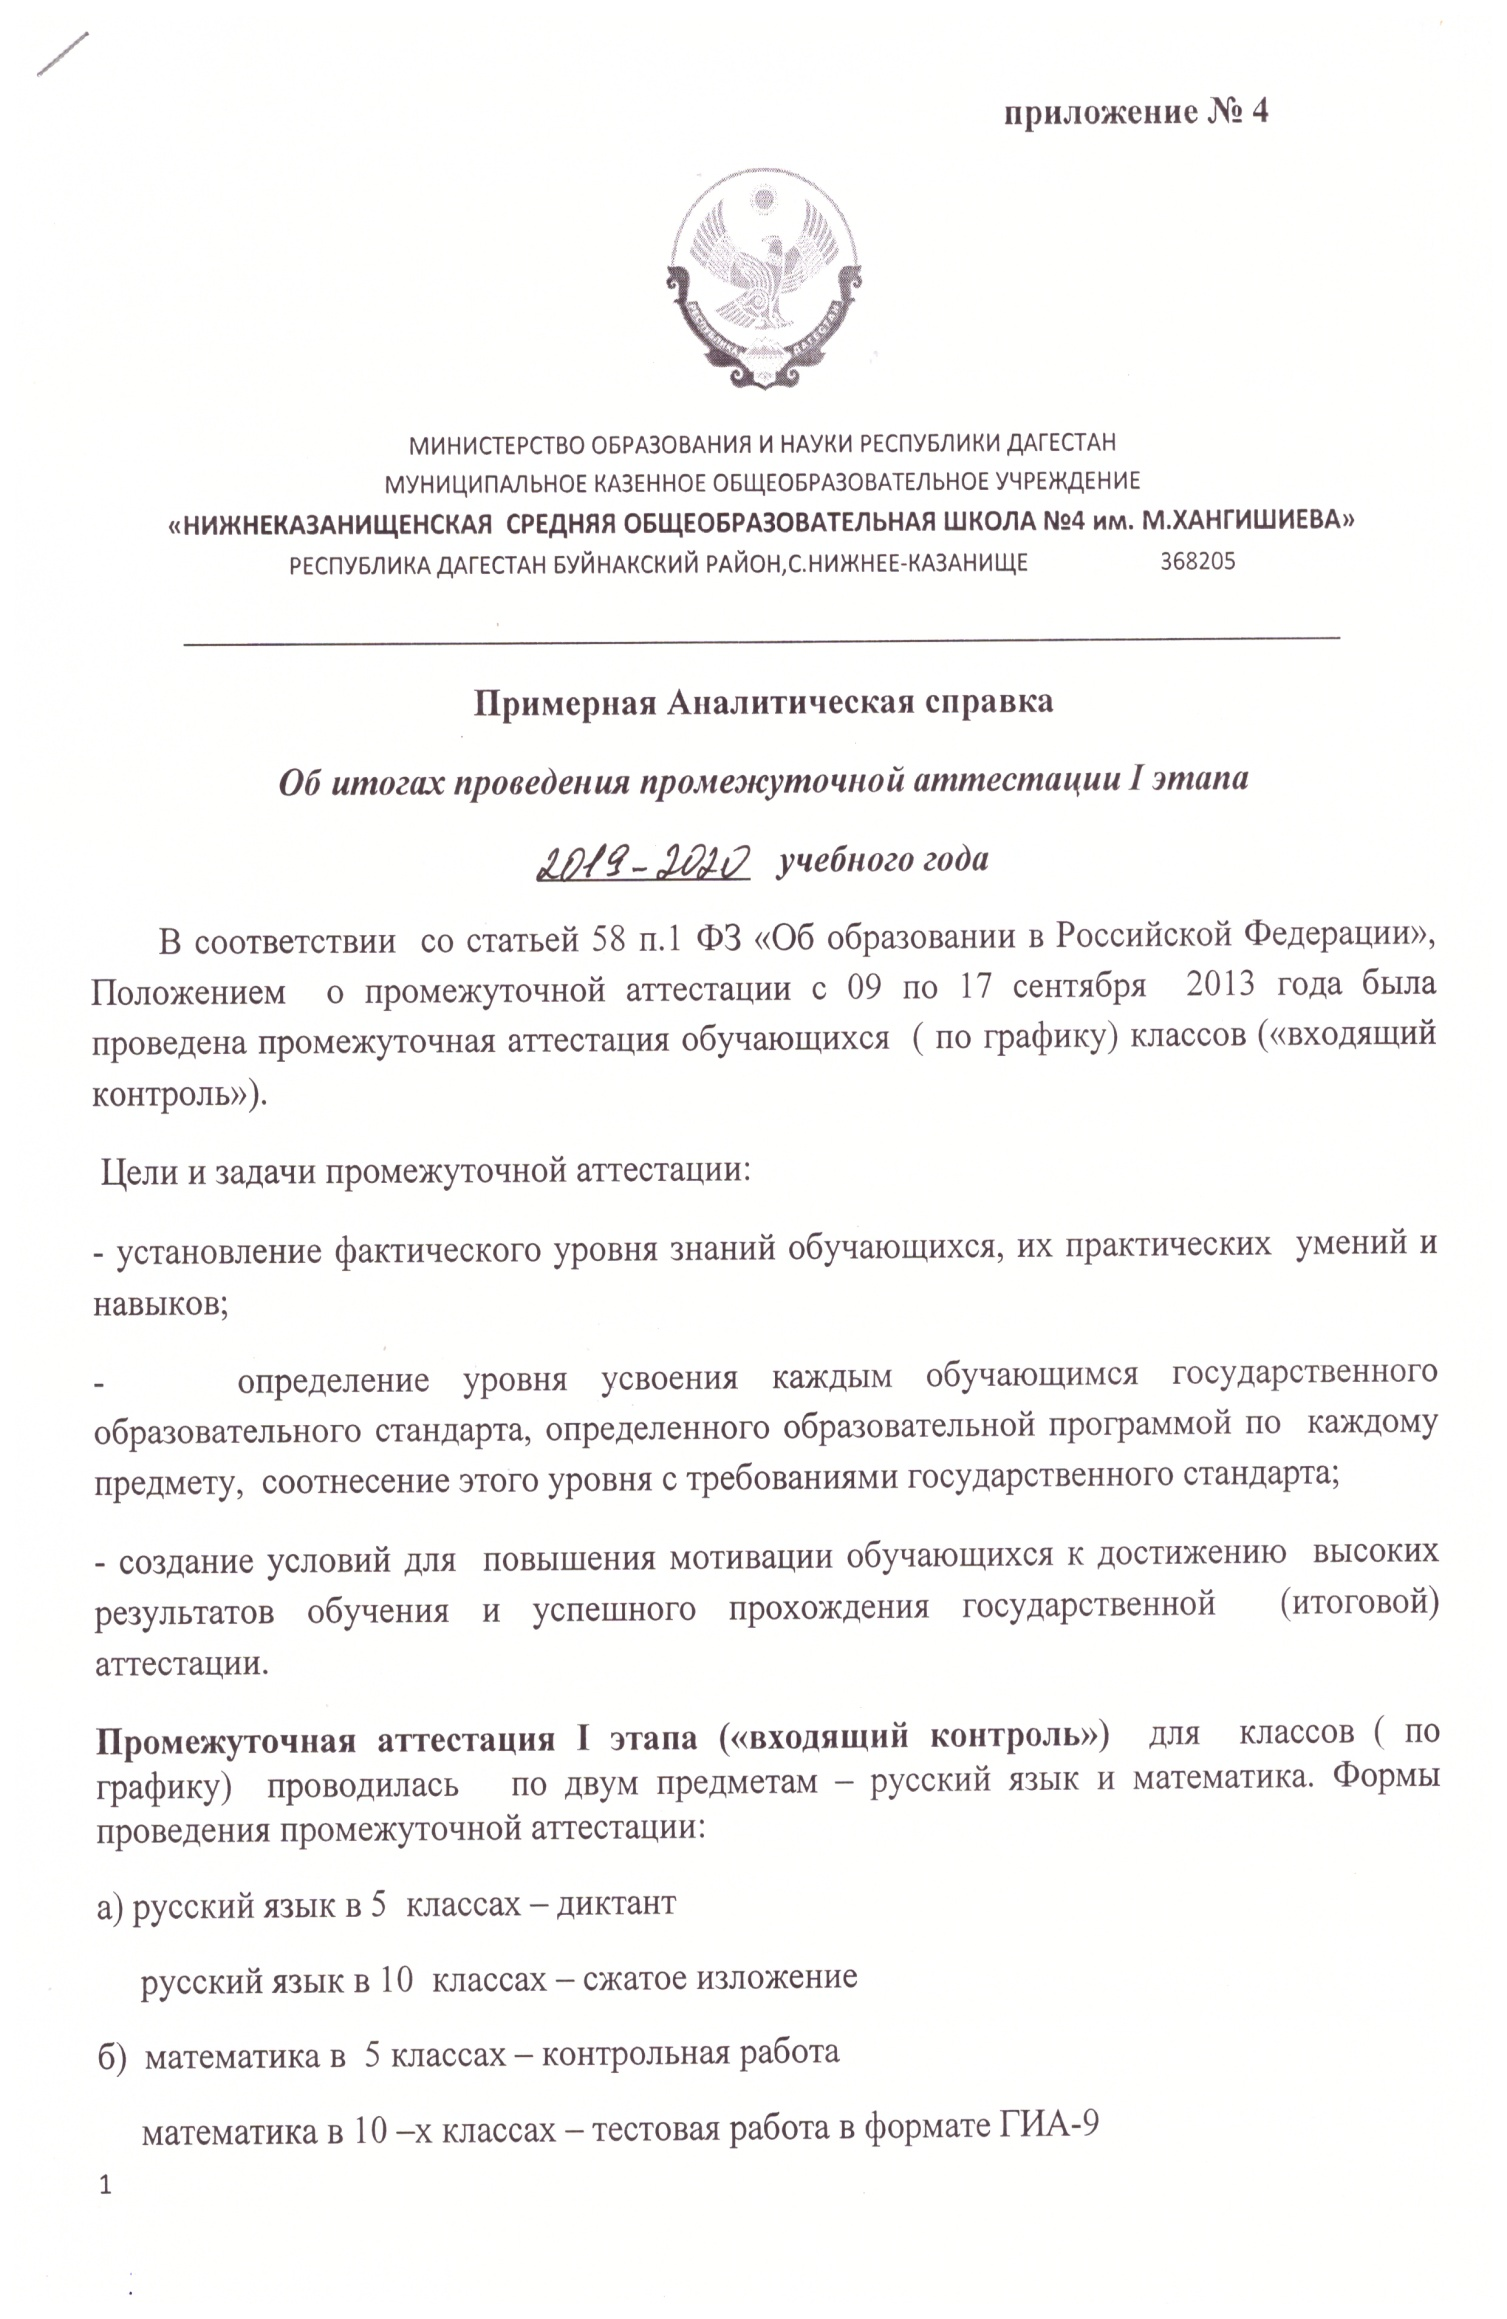 приложение № 4
РЕСПУБЛИКА ДАГЕСТАН
МИНИСТЕРСТВО ОБРАЗОВАНИЯ И НАУКИ РЕСПУБЛИКИ ДАГЕСТАН
МУНИЦИПАЛЬНОЕ КАЗЕННОЕ ОБЩЕОБРАЗОВАТЕЛЬНОЕ УЧРЕЖДЕНИЕ
«НИЖНЕКАЗАНИЩЕНСКАЯ СРЕДНЯЯ ОБЩЕОБРАЗОВАТЕЛЬНАЯ ШКОЛА №4 им. М.ХАНГИШИЕВА»
РЕСПУБЛИКА ДАГЕСТАН БУЙНАКСКИЙ РАЙОН,С.НИЖНЕЕ-КАЗАНИЩЕ 368205
Примерная Аналитическая справка
Об итогах проведения промежуточной аттестации I этапа
2019-2020 учебного года
В соответствии со статьей 58 п.1 ФЗ «Об образовании в Российской Федерации»,
Положением о промежуточной аттестации с 09 по 17 сентября 2013 года была
проведена промежуточная аттестация обучающихся ( по графику) классов («входящий
контроль»).
Цели и задачи промежуточной аттестации:
- установление фактического уровня знаний обучающихся, их практических умений и
навыков;
- определение уровня усвоения каждым обучающимся государственного
образовательного стандарта, определенного образовательной программой по каждому
предмету, соотнесение этого уровня с требованиями государственного стандарта;
- создание условий для повышения мотивации обучающихся к достижению высоких
результатов обучения и успешного прохождения государственной (итоговой)
аттестации.
Промежуточная аттестация I этапа («входящий контроль») для классов ( по
графику) проводилась по двум предметам – русский язык и математика. Формы
проведения промежуточной аттестации:
а) русский язык в 5 классах – диктант
русский язык в 10 классах – сжатое изложение
б) математика в 5 классах – контрольная работа
математика в 10 –х классах – тестовая работа в формате ГИА-9
1